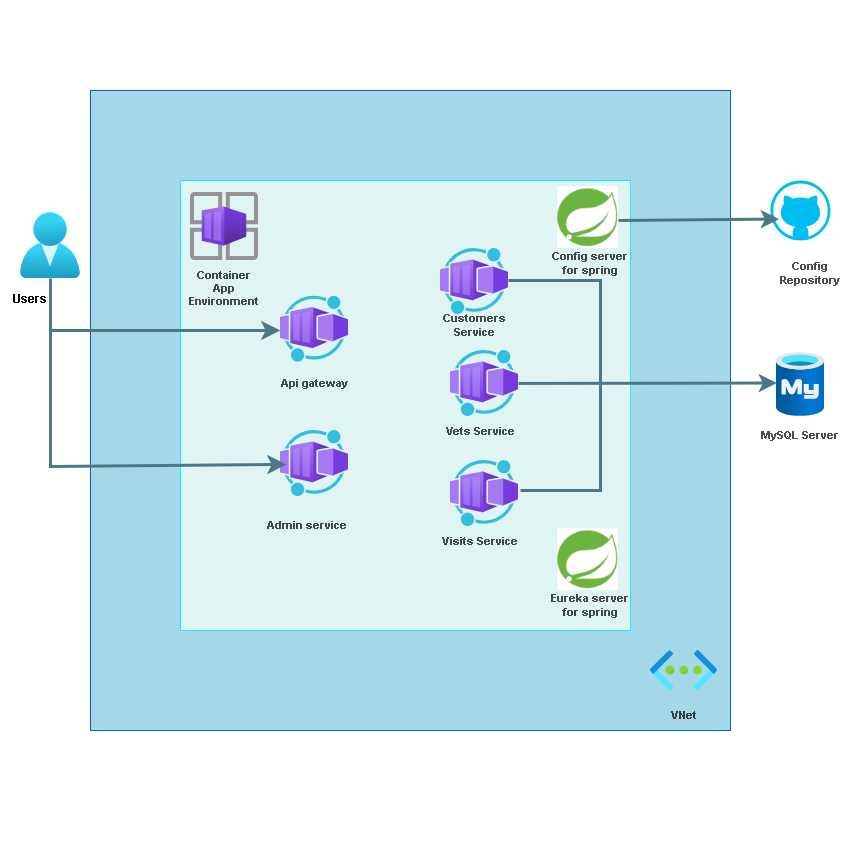 Users
Container
App
Environment
Api gateway
Admin service
Config server
for spring
Customers
Service
Vets Service
Visits Service
Eureka server
for spring
Config
Repository
My
MySQL Server
VNet